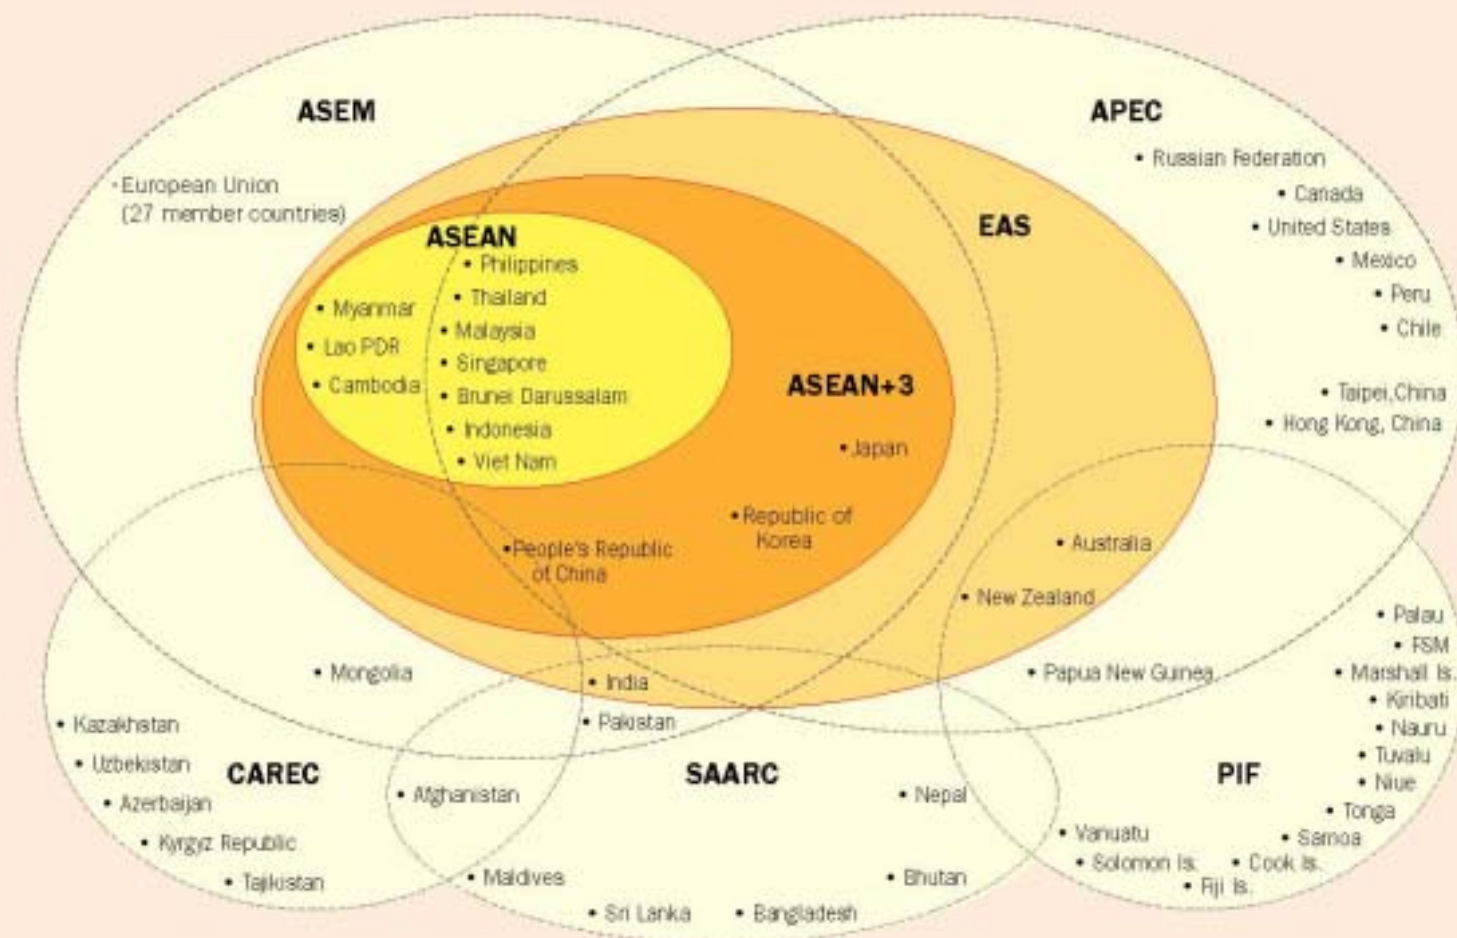 ASEM
APEC
• Russian Federation
• European Union
(27 member countries)
• Canada
EAS
• United States
ASEAN
• Mexico
• Philippines
• Peru
• Thailand
• Myanmar
• Chile
• Malaysia
• Lao PDR
• Singapore
• Cambodia
ASEAN+3
• Brunei Darussalam
• Taipei,China
• Hong Kong, China
• Indonesia
• Japan
• Viet Nam
• Republic of
Korea
• People's Republic
of China
• Australia
• New Zealand
• Palau
• FSM
• Mongolia
• India
• Papua New Guinea
• Marshall Is.
• Kiribati
• Kazakhstan
• Pakistan
• Nauru
• Tuvalu
• Uzbekistan
CAREC
SAARC
PIF
• Niue
• Azerbaijan
• Afghanistan
• Nepal
• Tonga
• Kyrgyz Republic
• Vanuatu
• Samoa
• Solomon Is.
• Cook Is.
• Tajikistan
• Maldives
• Bhutan
• Fiji Is.
• Sri Lanka
• Bangladesh